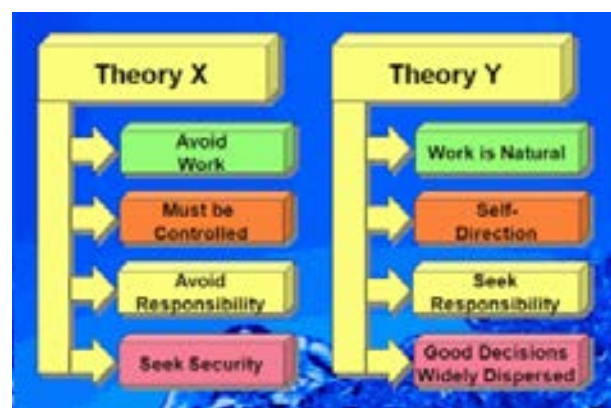 Theory X
Avoid
Work
Must be
Controlled
Avoid
Responsibility
Seek Security
Theory Y
Work is Natural
Self-
Direction
Seek
Responsibility
Good Decisions
Widely Dispersed